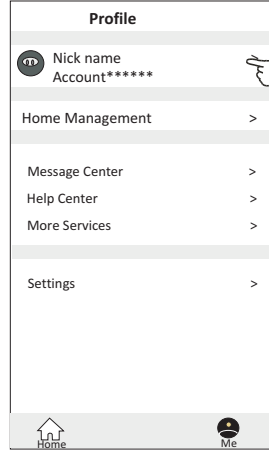 Profile
Nick name
Account******
Home Management >
Message Center >
Help Center >
More Services >
Settings >
Home Me